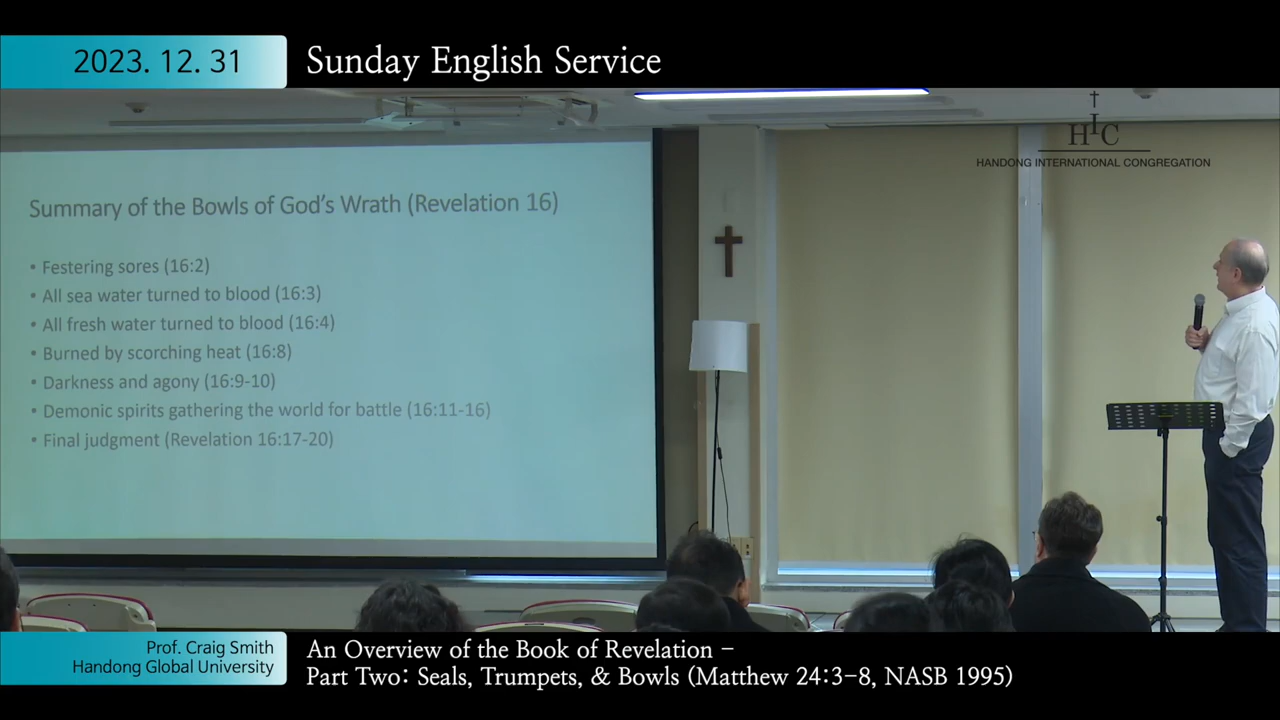 2023. 12. 31
Sunday English Service
HIC
HANDONG INTERNATIONAL CONGREGATION
Summary of the Bowls of God's Wrath (Revelation 16)
• Festering sores (16:2)
• All sea water turned to blood (16:3)
• All fresh water turned to blood (16:4)
• Burned by scorching heat (16:8)
• Darkness and agony (16:9-10)
• Demonic spirits gathering the world for battle (16:11-16)
• Final judgment (Revelation 16:17-20)
Prof. Craig Smith
Handong Global University
An Overview of the Book of Revelation –
Part Two: Seals, Trumpets, & Bowls (Matthew 24:3-8, NASB 1995)